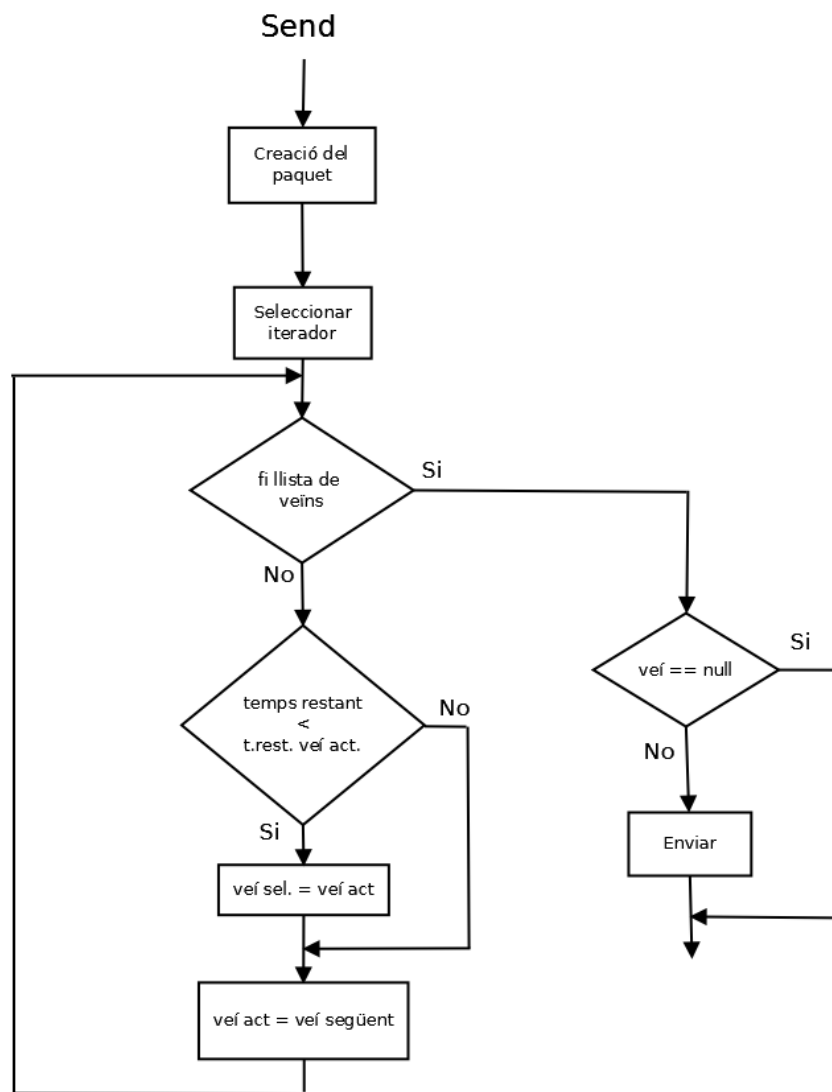 Send
Creació del
paquet
Seleccionar
iterador
fi llista de
veïns
Si
No
temps restant
<
t.rest. veí act.
No
Si
veí sel. = veí act
veí act = veí següent
veí == null
Si
No
Enviar